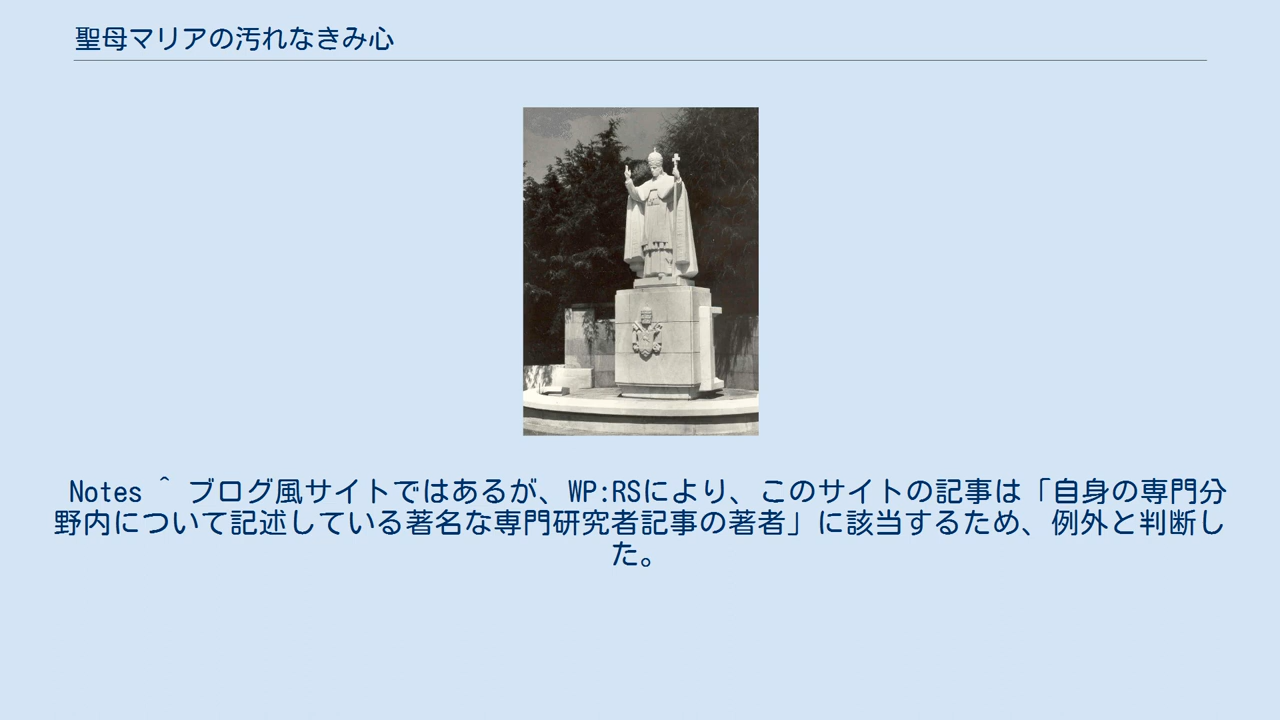 聖母マリアの汚れなきみ心
Notes ^ ブログ風サイトではあるが、WP:RSにより、このサイトの記事は「自身の専門分
野内について記述している著名な専門研究者記事の著者」に該当するため、例外と判断し
た。